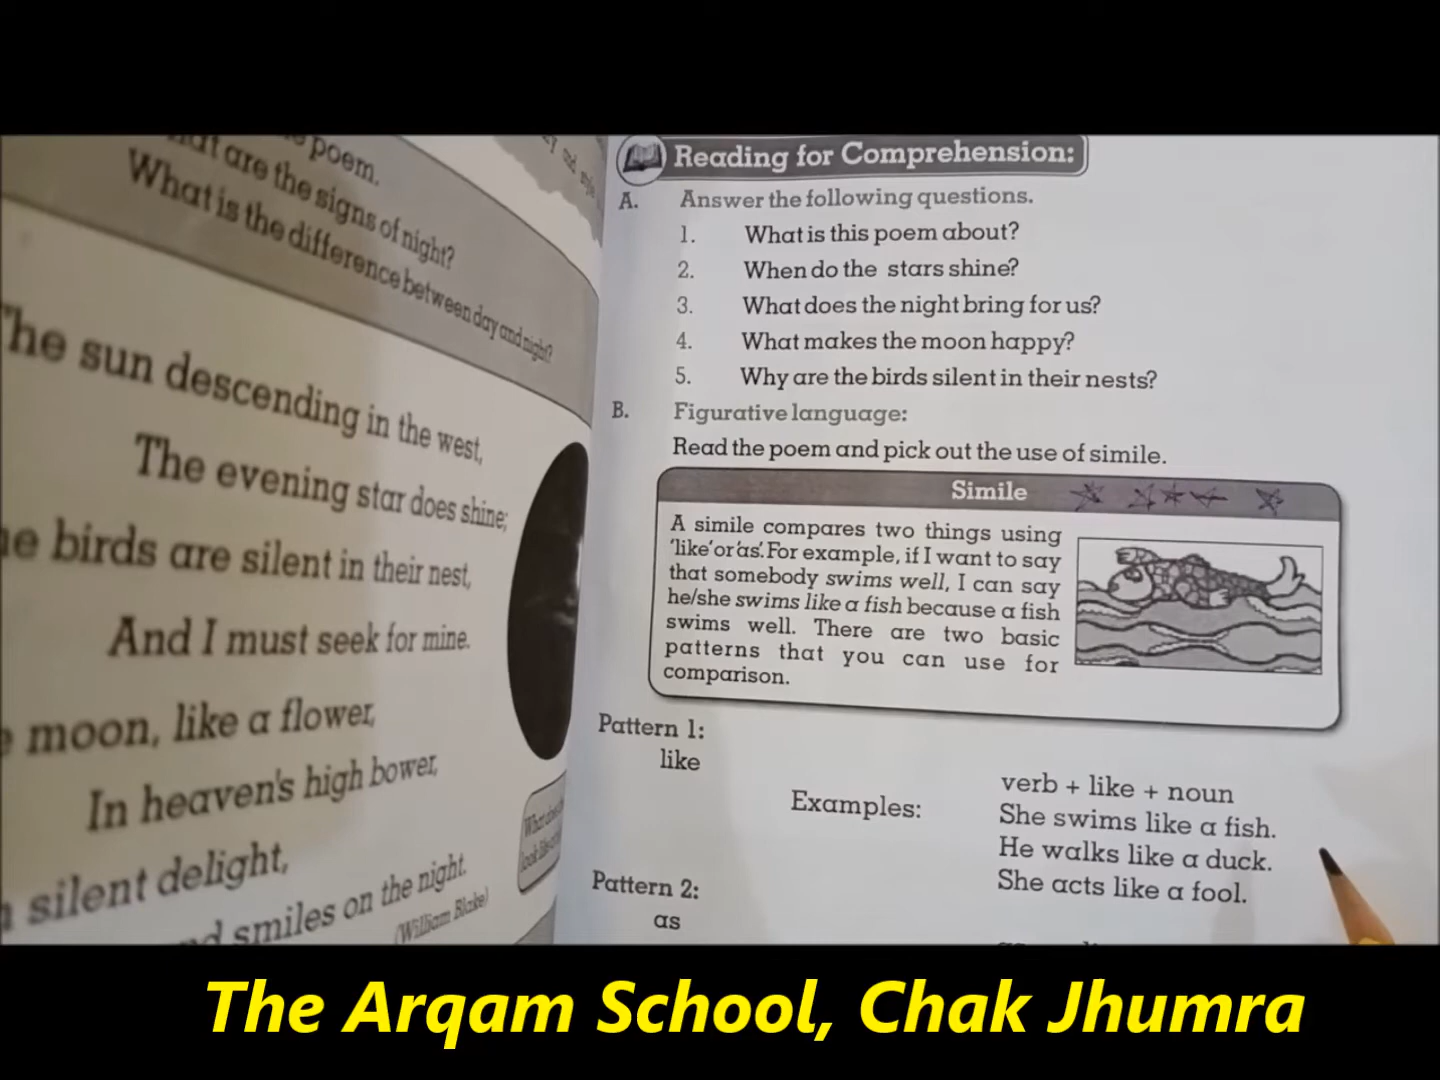 poem.
are the signs of night?
What is the difference between day and night?
The sun descending in the west,
The evening star does shine;
birds are silent in their nest,
And I must seek for mine.
moon, like a flower,
In heaven's high bower,
silent delight,
smiles on the night.
(William Blake)
Reading for Comprehension:
A. Answer the following questions.
1. What is this poem about?
2. When do the stars shine?
3. What does the night bring for us?
4. What makes the moon happy?
5. Why are the birds silent in their nests?
B. Figurative language:
Read the poem and pick out the use of simile.
Simile
A simile compares two things using
'like' or 'as'. For example, if I want to say
that somebody swims well, I can say
he/she swims like a fish because a fish
swims well. There are two basic
patterns that you can use for
comparison.
Pattern 1:
like
verb + like + noun
Examples: She swims like a fish.
He walks like a duck.
She acts like a fool.
Pattern 2:
as
The Arqam School, Chak Jhumra